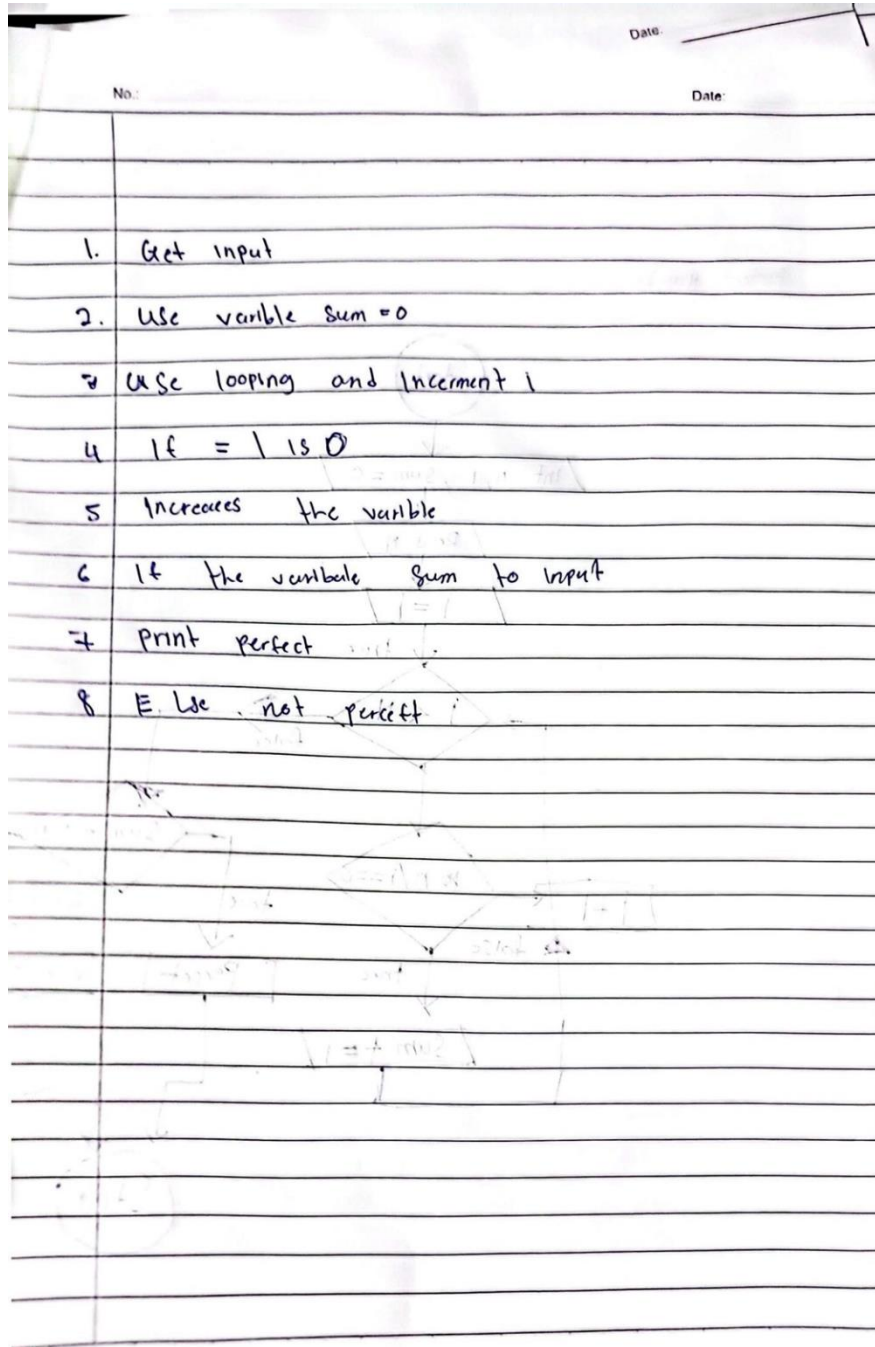 Date:
No.: Date:
1. Get input
2. Use varible Sum = 0
3 Use looping and Incerment i
4 If = 1 is 0
5 Increaces the varible
6 If the varibale Sum to input
7 print perfect
8 E lse not perceft